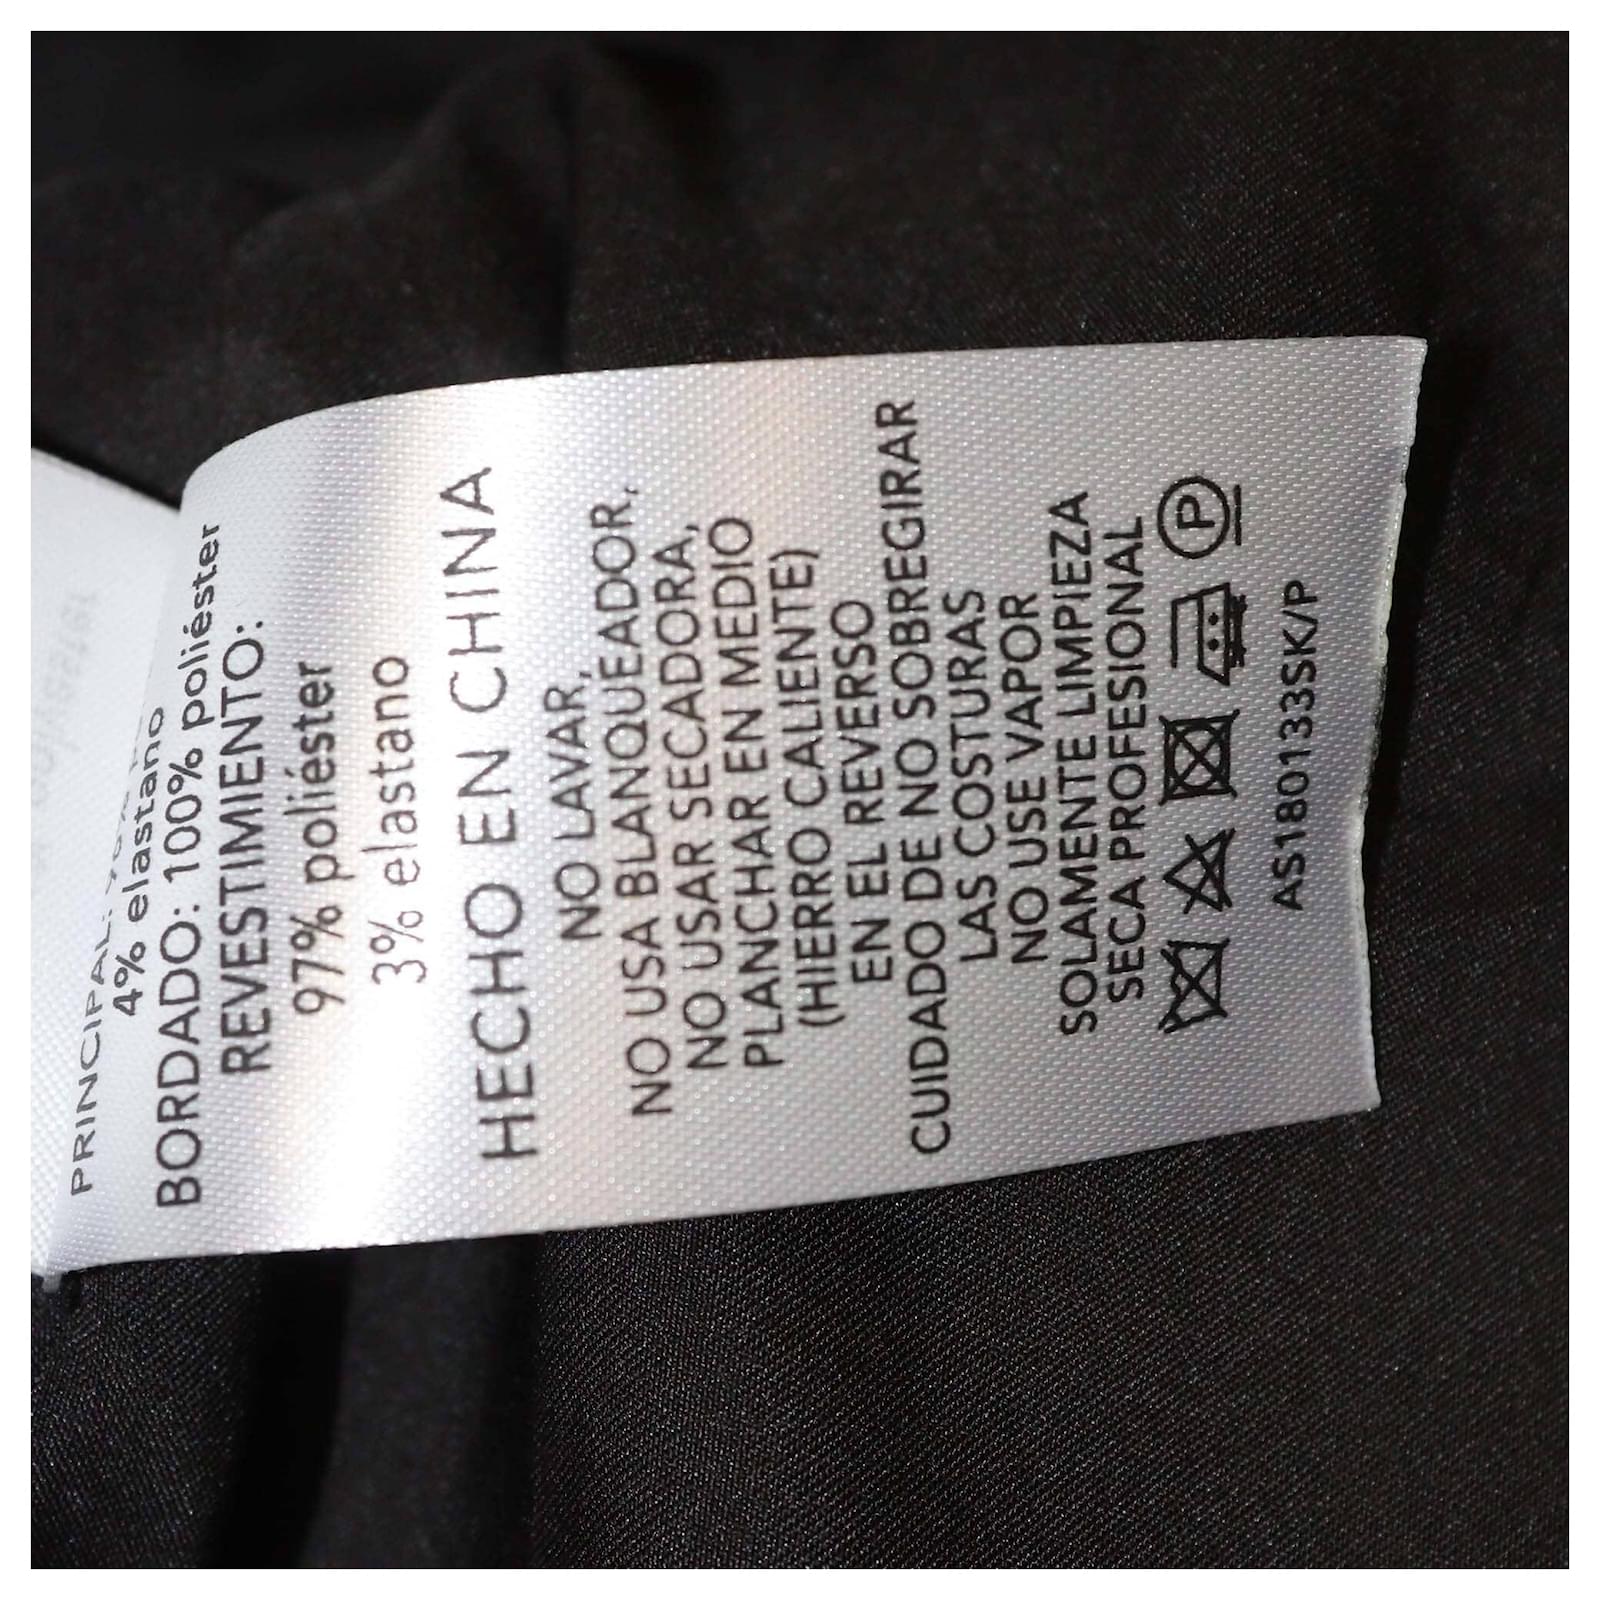 PRINCIPAL:
4% elastano
BORDADO: 100% poliéster
REVESTIMIENTO:
97% poliéster
3% elastano
HECHO EN CHINA
NO LAVAR,
NO USA BLANQUEADOR,
NO USAR SECADORA,
PLANCHAR EN MEDIO
(HIERRO CALIENTE)
EN EL REVERSO
CUIDADO DE NO SOBREGIRAR
LAS COSTURAS
NO USE VAPOR
SOLAMENTE LIMPIEZA
SECA PROFESIONAL
P
AS180133SK/P